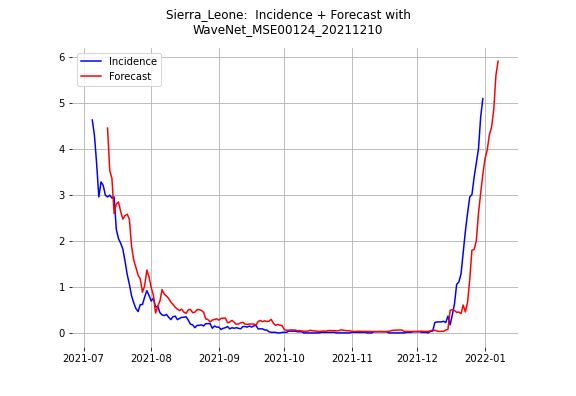 Sierra_Leone:  Incidence + Forecast with
WaveNet_MSE00124_20211210
Incidence
Forecast
6
5
4
3
2
1
0
2021-07 2021-08 2021-09 2021-10 2021-11 2021-12 2022-01